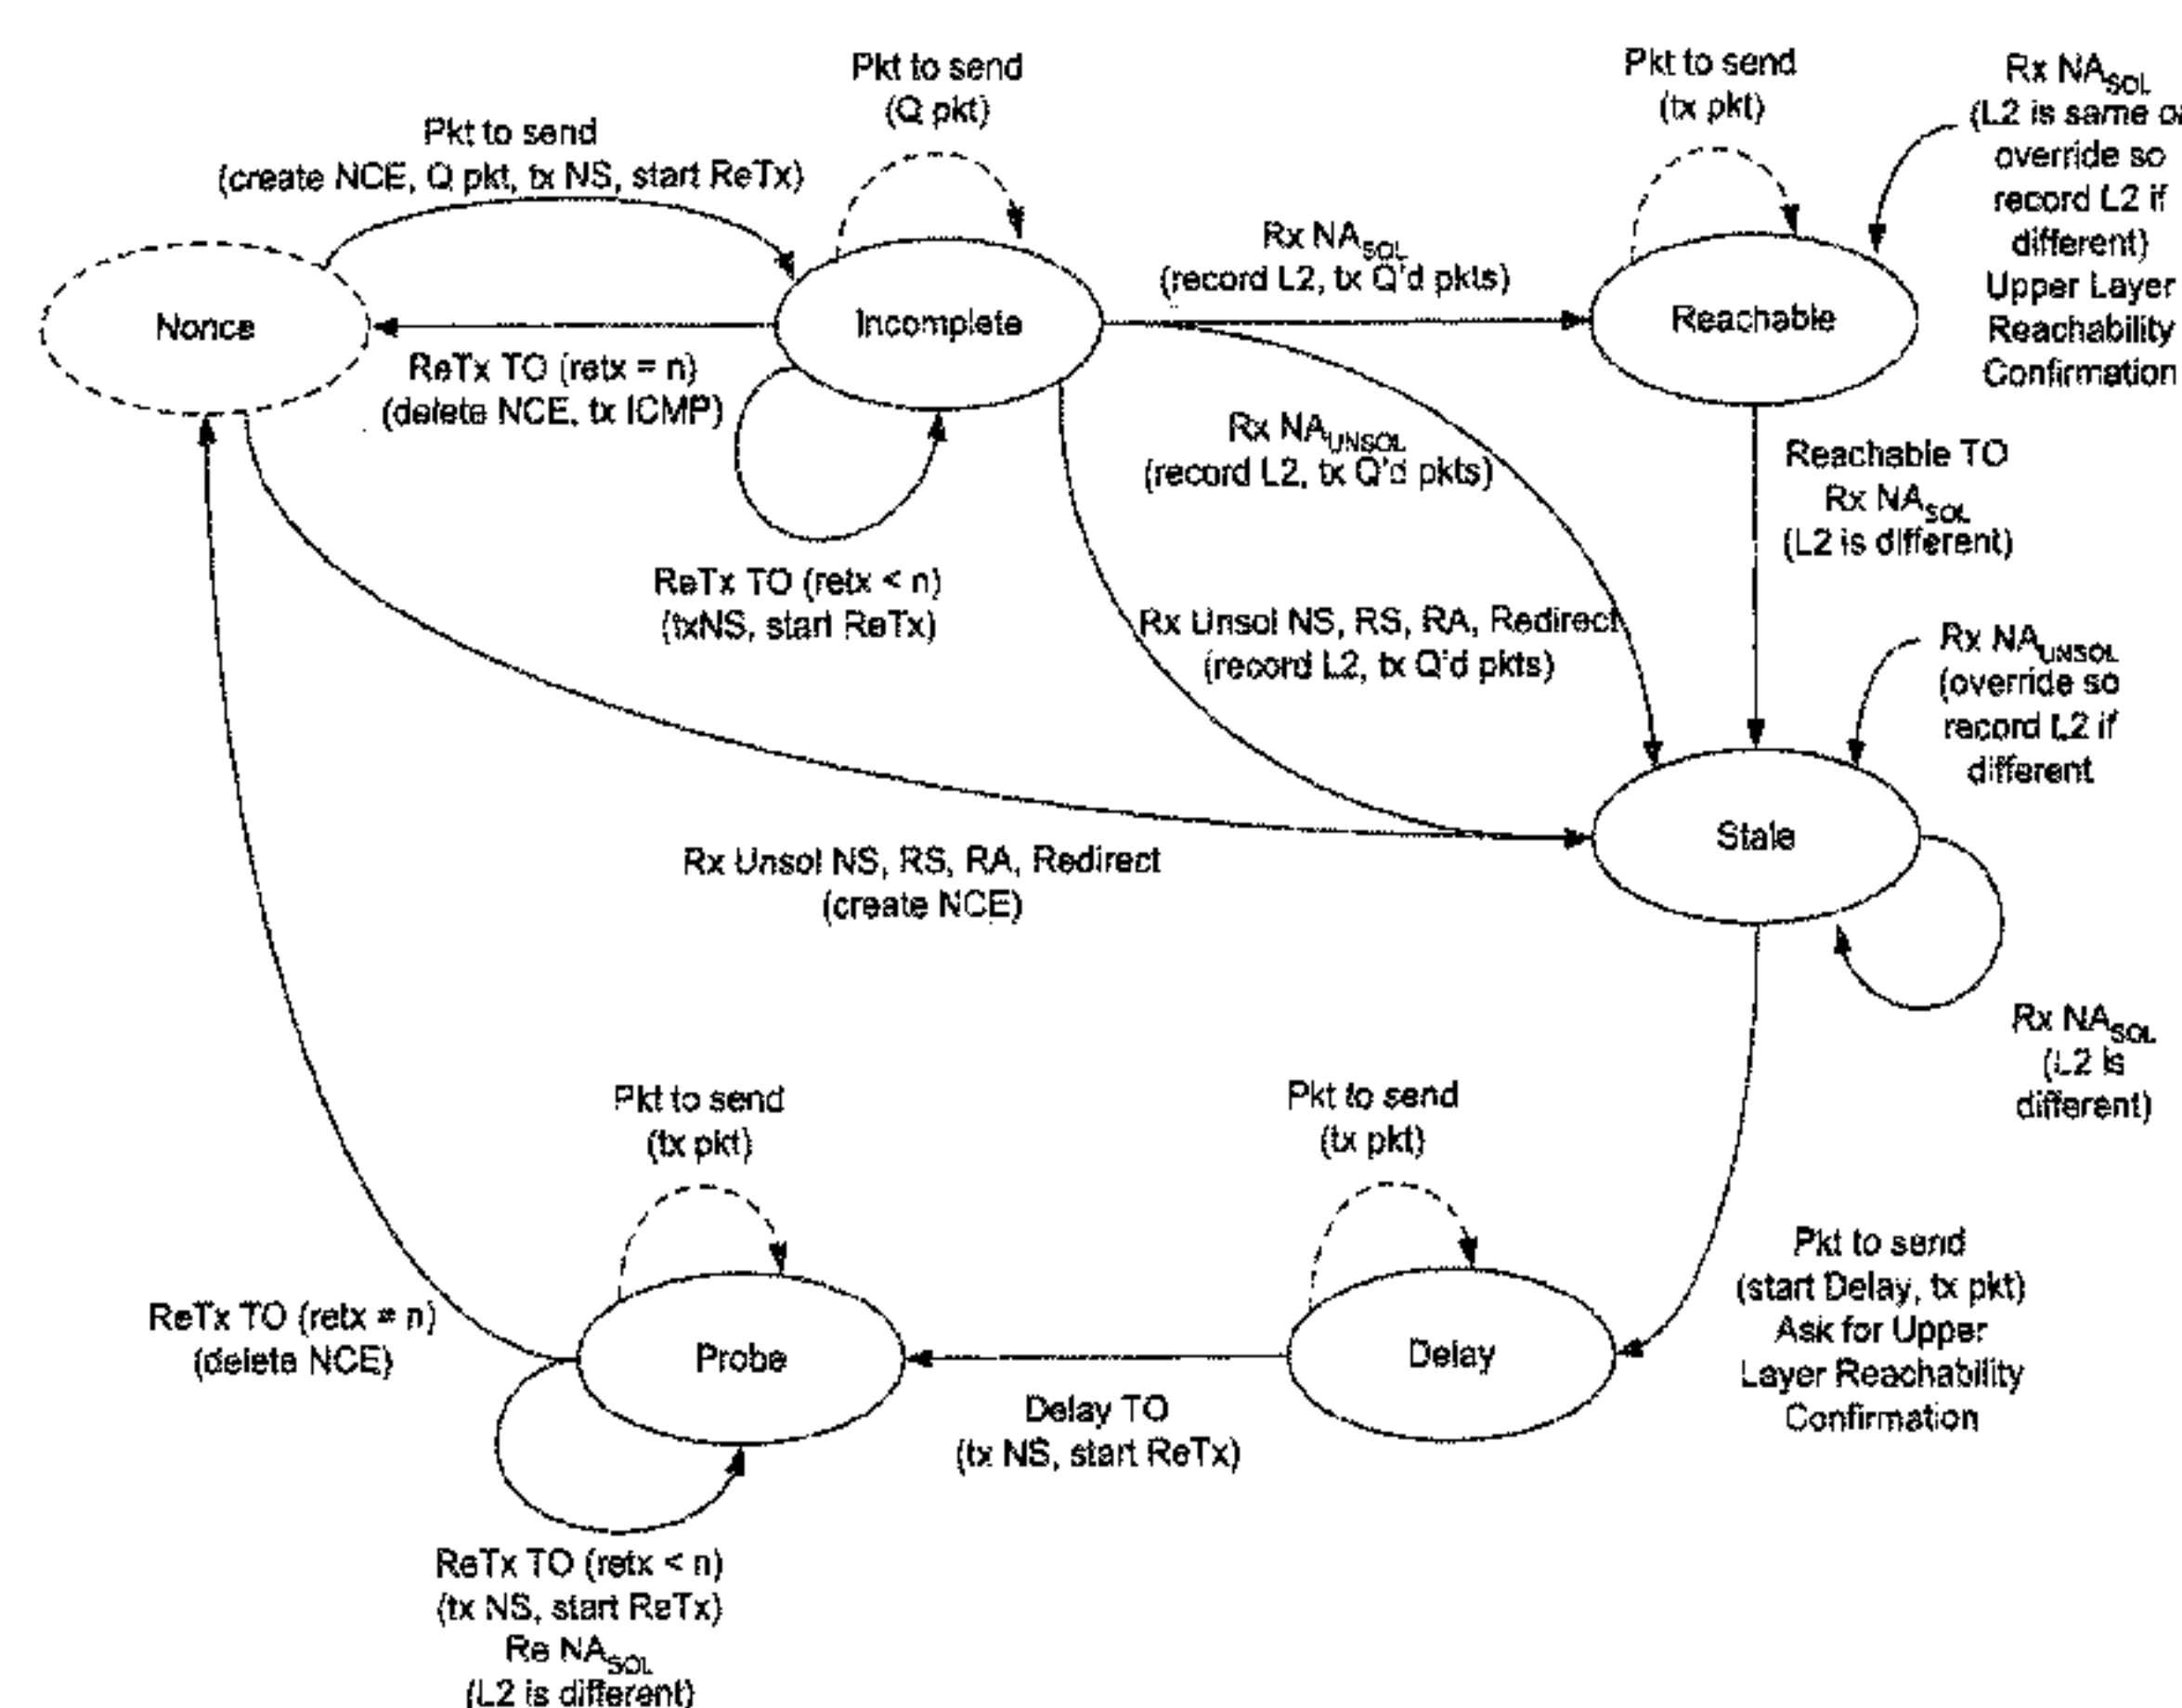 Pkt to send
(Q pkt)
Pkt to send
(tx pkt)
Rx NASOL
(L2 is same
override so
record L2 if
different)
Upper Layer
Reachability
Confirmation
Pkt to send
(create NCE, Q pkt, tx NS, start ReTx)
Nonce
Incomplete
Reachable
Rx NASOL
(record L2, tx Q'd pkts)
ReTx TO (retx = n)
(delete NCE, tx ICMP)
Rx NAUNSOL
(record L2, tx Q'd pkts)
Reachable TO
Rx NASOL
(L2 is different)
ReTx TO (retx < n)
(txNS, start ReTx)
Rx Unsol NS, RS, RA, Redirect
(record L2, tx Q'd pkts)
Rx NAUNSOL
(override so
record L2 if
different
Stale
Rx Unsol NS, RS, RA, Redirect
(create NCE)
Rx NASOL
(L2 is
different)
Pkt to send
(tx pkt)
Pkt to send
(tx pkt)
Pkt to send
(start Delay, tx pkt)
Ask for Upper
Layer Reachability
Confirmation
ReTx TO (retx = n)
(delete NCE)
Probe
Delay
Delay TO
(tx NS, start ReTx)
ReTx TO (retx < n)
(tx NS, start ReTx)
Re NASOL
(L2 is different)